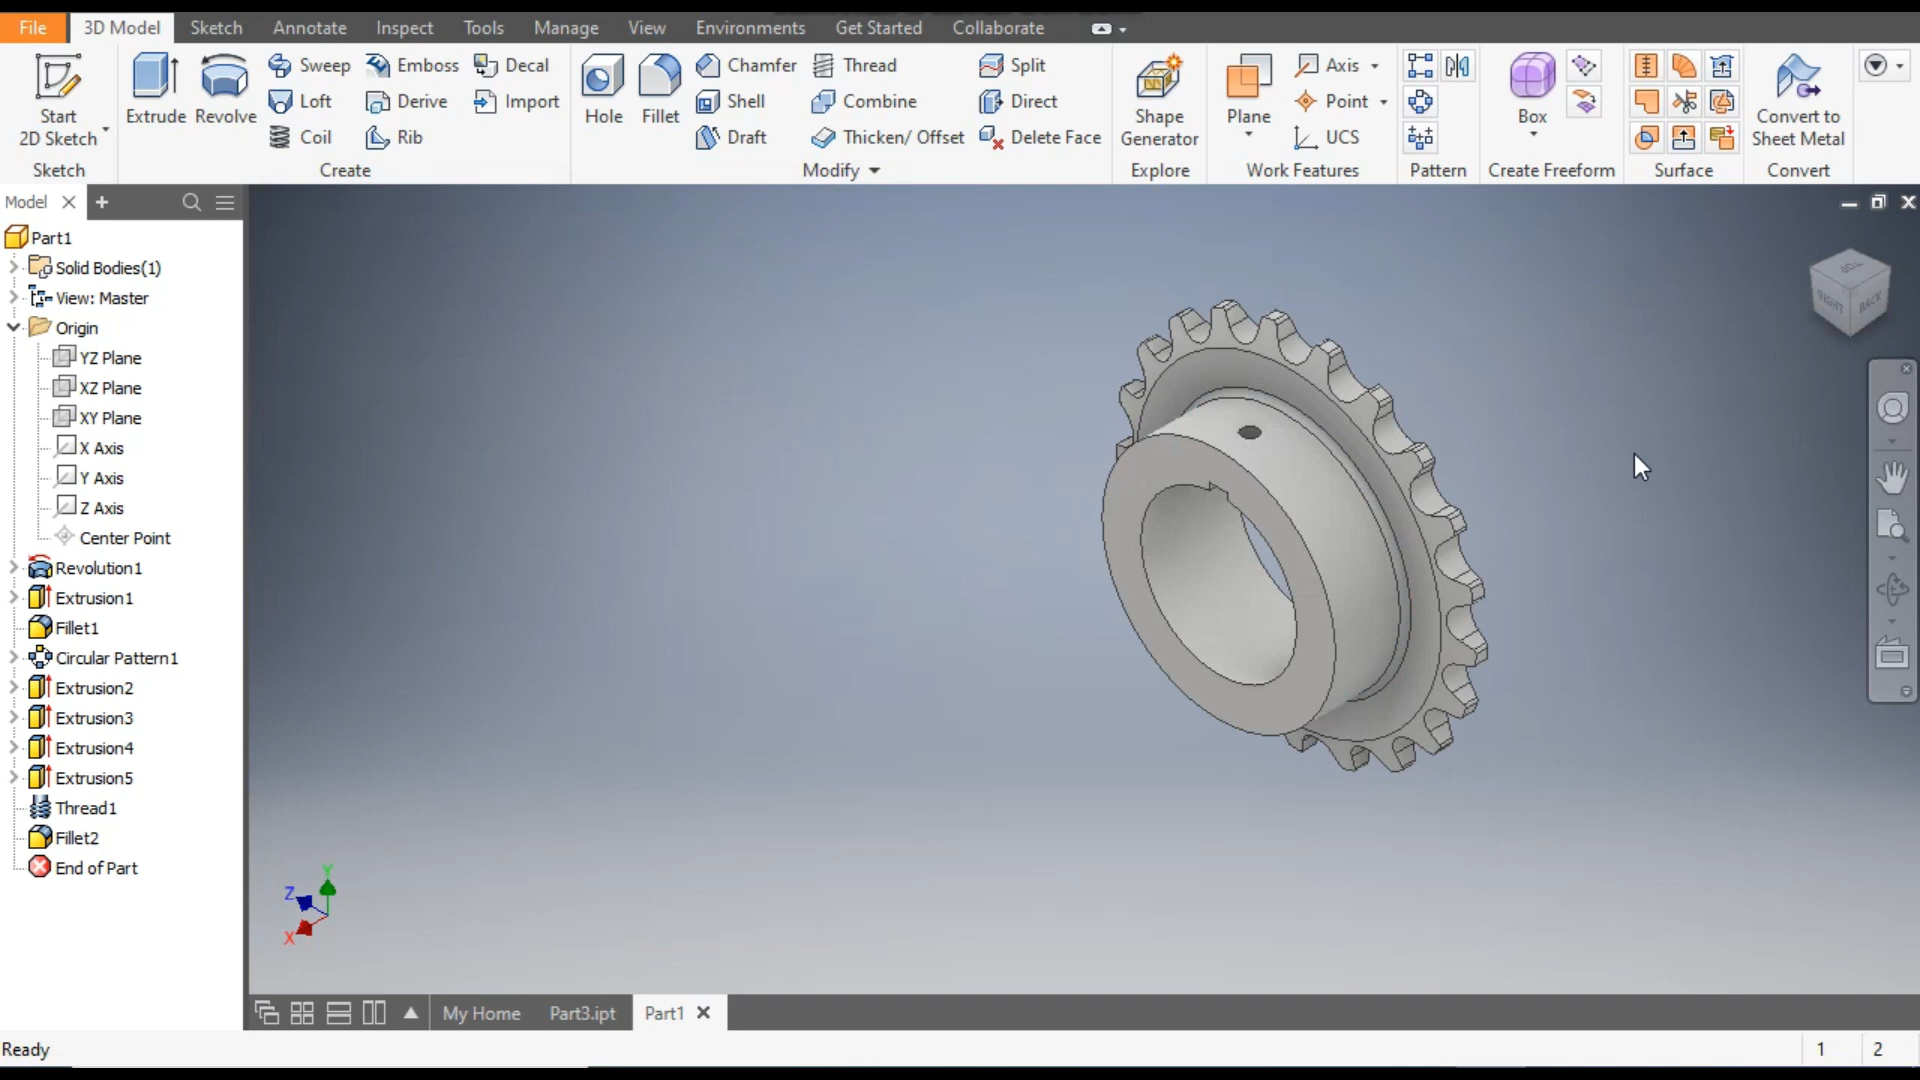 File 3D Model Sketch Annotate Inspect Tools Manage View Environments Get Started Collaborate
Start
2D Sketch
Sketch
Extrude Revolve
Sweep Emboss Decal
Loft Derive Import
Coil Rib
Create
Hole Fillet
Chamfer Thread Split
Shell Combine Direct
Draft Thicken/ Offset Delete Face
Modify
Shape
Generator
Explore
Plane
Axis
Point
UCS
Work Features
Pattern
Box
Create Freeform
Surface
Convert to
Sheet Metal
Convert
Model
Part1
Solid Bodies(1)
View: Master
Origin
YZ Plane
XZ Plane
XY Plane
X Axis
Y Axis
Z Axis
Center Point
Revolution1
Extrusion1
Fillet1
Circular Pattern1
Extrusion2
Extrusion3
Extrusion4
Extrusion5
Thread1
Fillet2
End of Part
TOP
RIGHT BACK
Y
Z
X
My Home Part3.ipt Part1
Ready 1 2